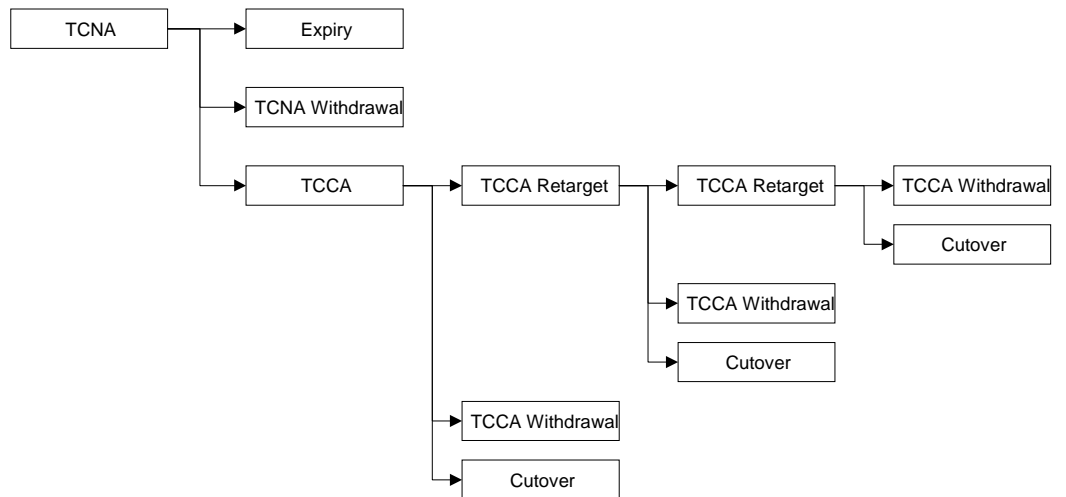 TCNA
Expiry
TCNA Withdrawal
TCCA
TCCA Retarget
TCCA Retarget
TCCA Withdrawal
Cutover
TCCA Withdrawal
Cutover
TCCA Withdrawal
Cutover